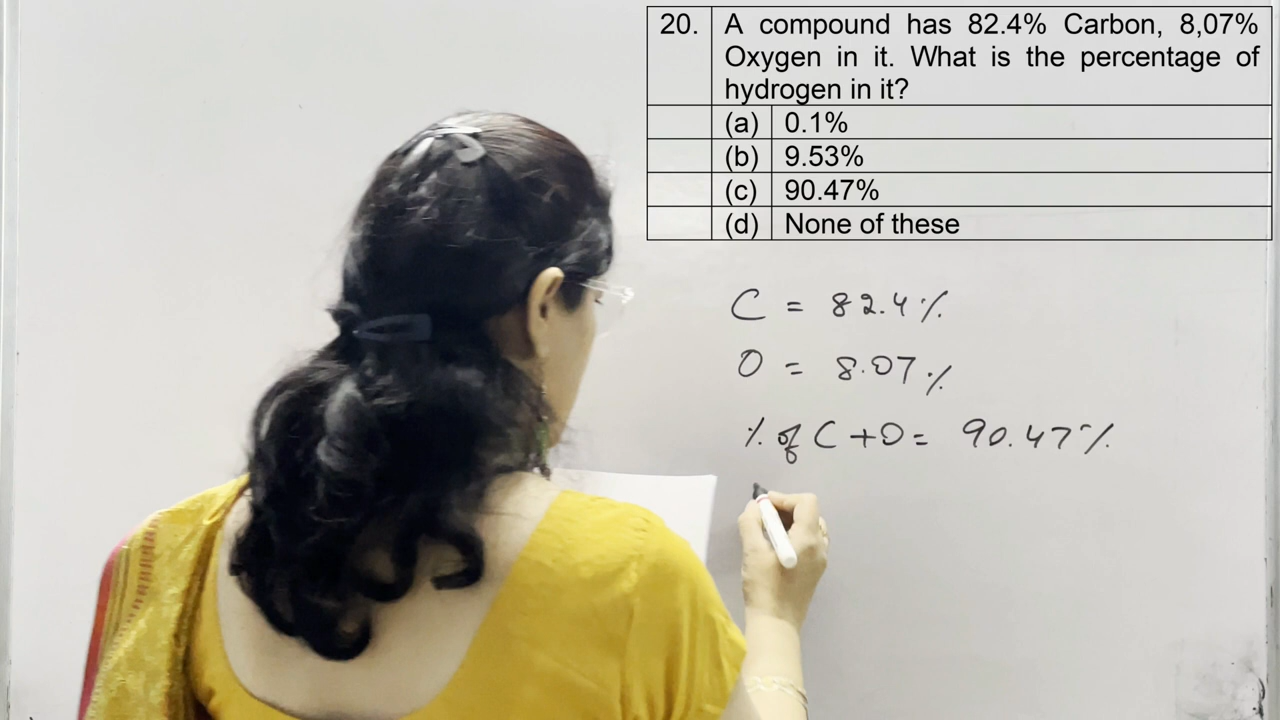 20. A compound has 82.4% Carbon, 8,07%
Oxygen in it. What is the percentage of
hydrogen in it?
(a) 0.1%
(b) 9.53%
(c) 90.47%
(d) None of these
C = 82.4%
O = 8.07%
% of C + O = 90.47%